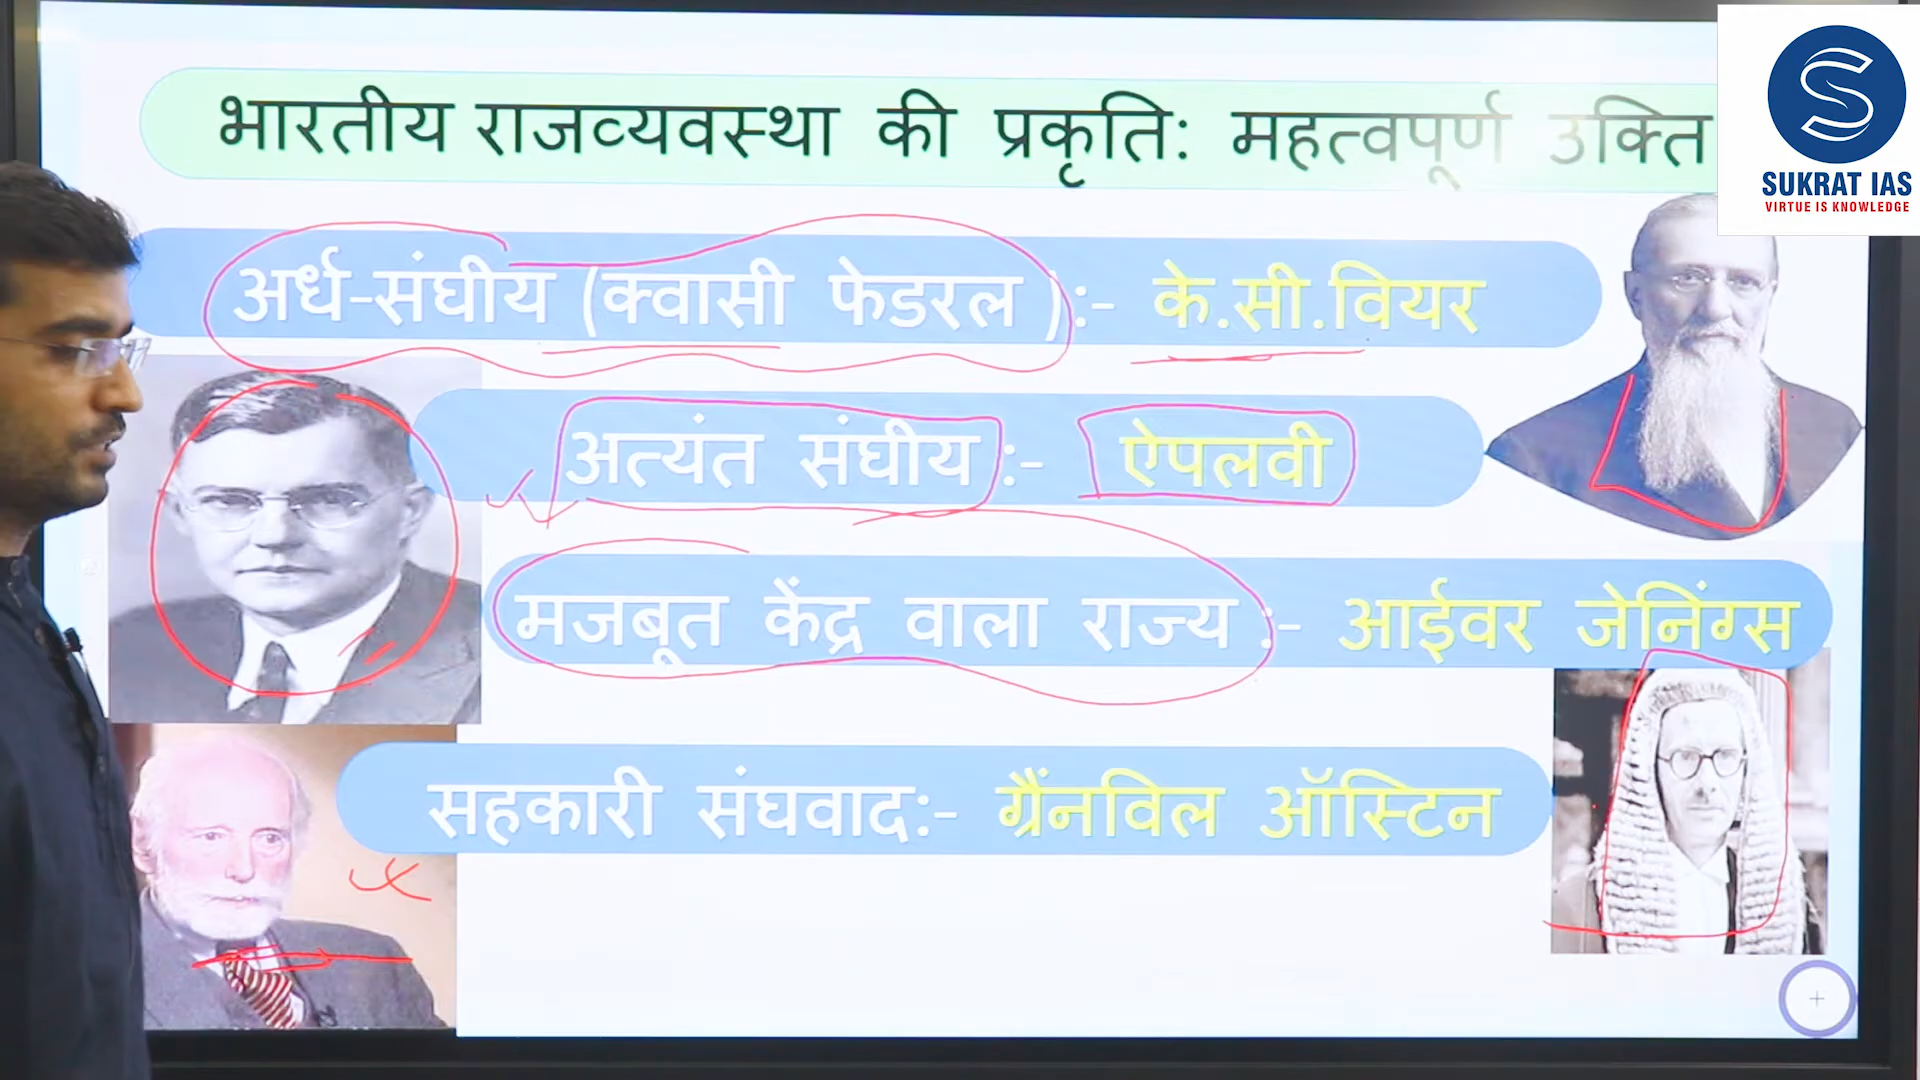 भारतीय राजव्यवस्था की प्रकृति: महत्वपूर्ण उक्ति
SUKRAT IAS
VIRTUE IS KNOWLEDGE
अर्ध-संघीय (क्वासी फेडरल ):- के.सी.वियर
अत्यंत संघीय :- ऐपलवी
मजबूत केंद्र वाला राज्य :- आईवर जेनिंग्स
सहकारी संघवाद:- ग्रैंनविल ऑस्टिन